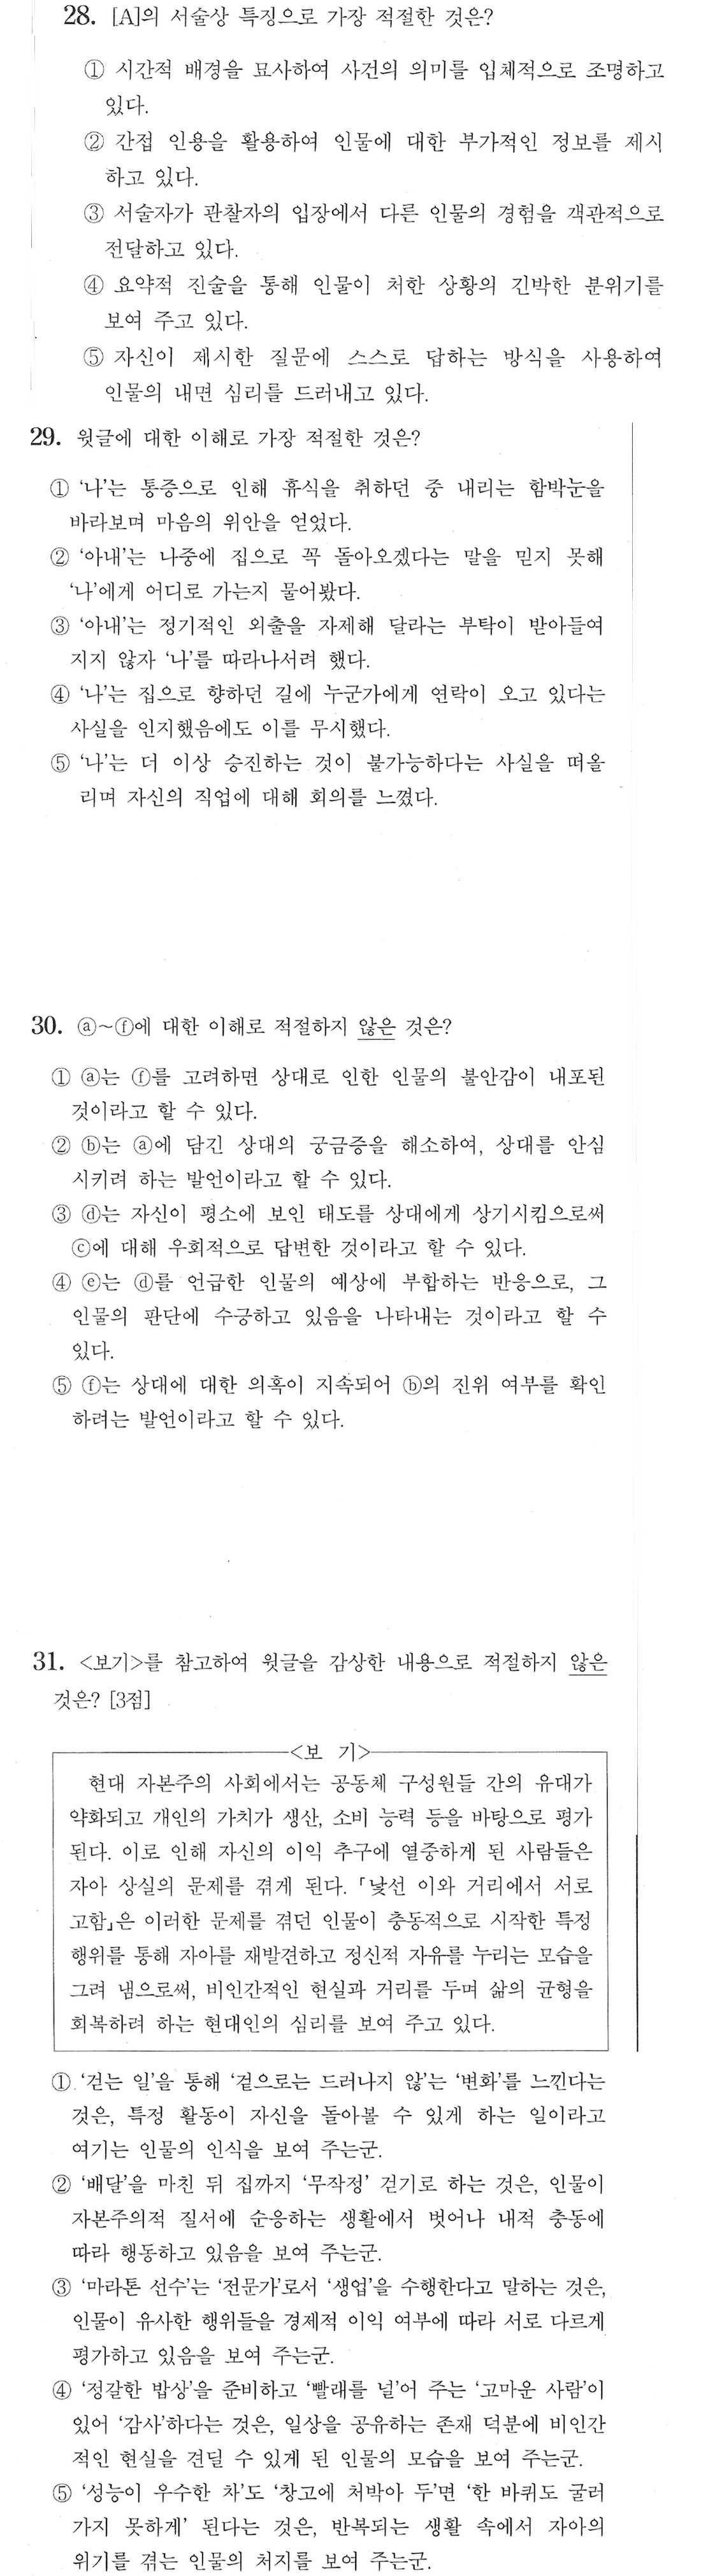 28. [A]의 서술상 특징으로 가장 적절한 것은?
① 시간적 배경을 묘사하여 사건의 의미를 입체적으로 조명하고
있다.
② 간접 인용을 활용하여 인물에 대한 부가적인 정보를 제시
하고 있다.
③ 서술자가 관찰자의 입장에서 다른 인물의 경험을 객관적으로
전달하고 있다.
④ 요약적 진술을 통해 인물이 처한 상황의 긴박한 분위기를
보여 주고 있다.
⑤ 자신이 제시한 질문에 스스로 답하는 방식을 사용하여
인물의 내면 심리를 드러내고 있다.
29. 윗글에 대한 이해로 가장 적절한 것은?
① ‘나’는 통증으로 인해 휴식을 취하던 중 내리는 함박눈을
바라보며 마음의 위안을 얻었다.
② ‘아내’는 나중에 집으로 꼭 돌아오겠다는 말을 믿지 못해
‘나’에게 어디로 가는지 물어봤다.
③ ‘아내’는 정기적인 외출을 자제해 달라는 부탁이 받아들여
지지 않자 ‘나’를 따라나서려 했다.
④ ‘나’는 집으로 향하던 길에 누군가에게 연락이 오고 있다는
사실을 인지했음에도 이를 무시했다.
⑤ ‘나’는 더 이상 승진하는 것이 불가능하다는 사실을 떠올
리며 자신의 직업에 대해 회의를 느꼈다.
30. ⓐ~ⓕ에 대한 이해로 적절하지 않은 것은?
① ⓐ는 ⓕ를 고려하면 상대로 인한 인물의 불안감이 내포된
것이라고 할 수 있다.
② ⓑ는 ⓐ에 담긴 상대의 궁금증을 해소하여, 상대를 안심
시키려 하는 발언이라고 할 수 있다.
③ ⓓ는 자신이 평소에 보인 태도를 상대에게 상기시킴으로써
ⓒ에 대해 우회적으로 답변한 것이라고 할 수 있다.
④ ⓔ는 ⓓ를 언급한 인물의 예상에 부합하는 반응으로, 그
인물의 판단에 수긍하고 있음을 나타내는 것이라고 할 수
있다.
⑤ ⓕ는 상대에 대한 의혹이 지속되어 ⓑ의 진위 여부를 확인
하려는 발언이라고 할 수 있다.
31. <보기>를 참고하여 윗글을 감상한 내용으로 적절하지 않은
것은? [3점]
<보 기>
현대 자본주의 사회에서는 공동체 구성원들 간의 유대가
약화되고 개인의 가치가 생산, 소비 능력 등을 바탕으로 평가
된다. 이로 인해 자신의 이익 추구에 열중하게 된 사람들은
자아 상실의 문제를 겪게 된다. 「낯선 이와 거리에서 서로
고함」은 이러한 문제를 겪던 인물이 충동적으로 시작한 특정
행위를 통해 자아를 재발견하고 정신적 자유를 누리는 모습을
그려 냄으로써, 비인간적인 현실과 거리를 두며 삶의 균형을
회복하려 하는 현대인의 심리를 보여 주고 있다.
① ‘걷는 일’을 통해 ‘겉으로는 드러나지 않’는 ‘변화’를 느낀다는
것은, 특정 활동이 자신을 돌아볼 수 있게 하는 일이라고
여기는 인물의 인식을 보여 주는군.
② ‘배달’을 마친 뒤 집까지 ‘무작정’ 걷기로 하는 것은, 인물이
자본주의적 질서에 순응하는 생활에서 벗어나 내적 충동에
따라 행동하고 있음을 보여 주는군.
③ ‘마라톤 선수’는 ‘전문가’로서 ‘생업’을 수행한다고 말하는 것은,
인물이 유사한 행위들을 경제적 이익 여부에 따라 서로 다르게
평가하고 있음을 보여 주는군.
④ ‘정갈한 밥상’을 준비하고 ‘빨래를 널’어 주는 ‘고마운 사람’이
있어 ‘감사’하다는 것은, 일상을 공유하는 존재 덕분에 비인간
적인 현실을 견딜 수 있게 된 인물의 모습을 보여 주는군.
⑤ ‘성능이 우수한 차’도 ‘창고에 처박아 두’면 ‘한 바퀴도 굴러
가지 못하게’ 된다는 것은, 반복되는 생활 속에서 자아의
위기를 겪는 인물의 처지를 보여 주는군.